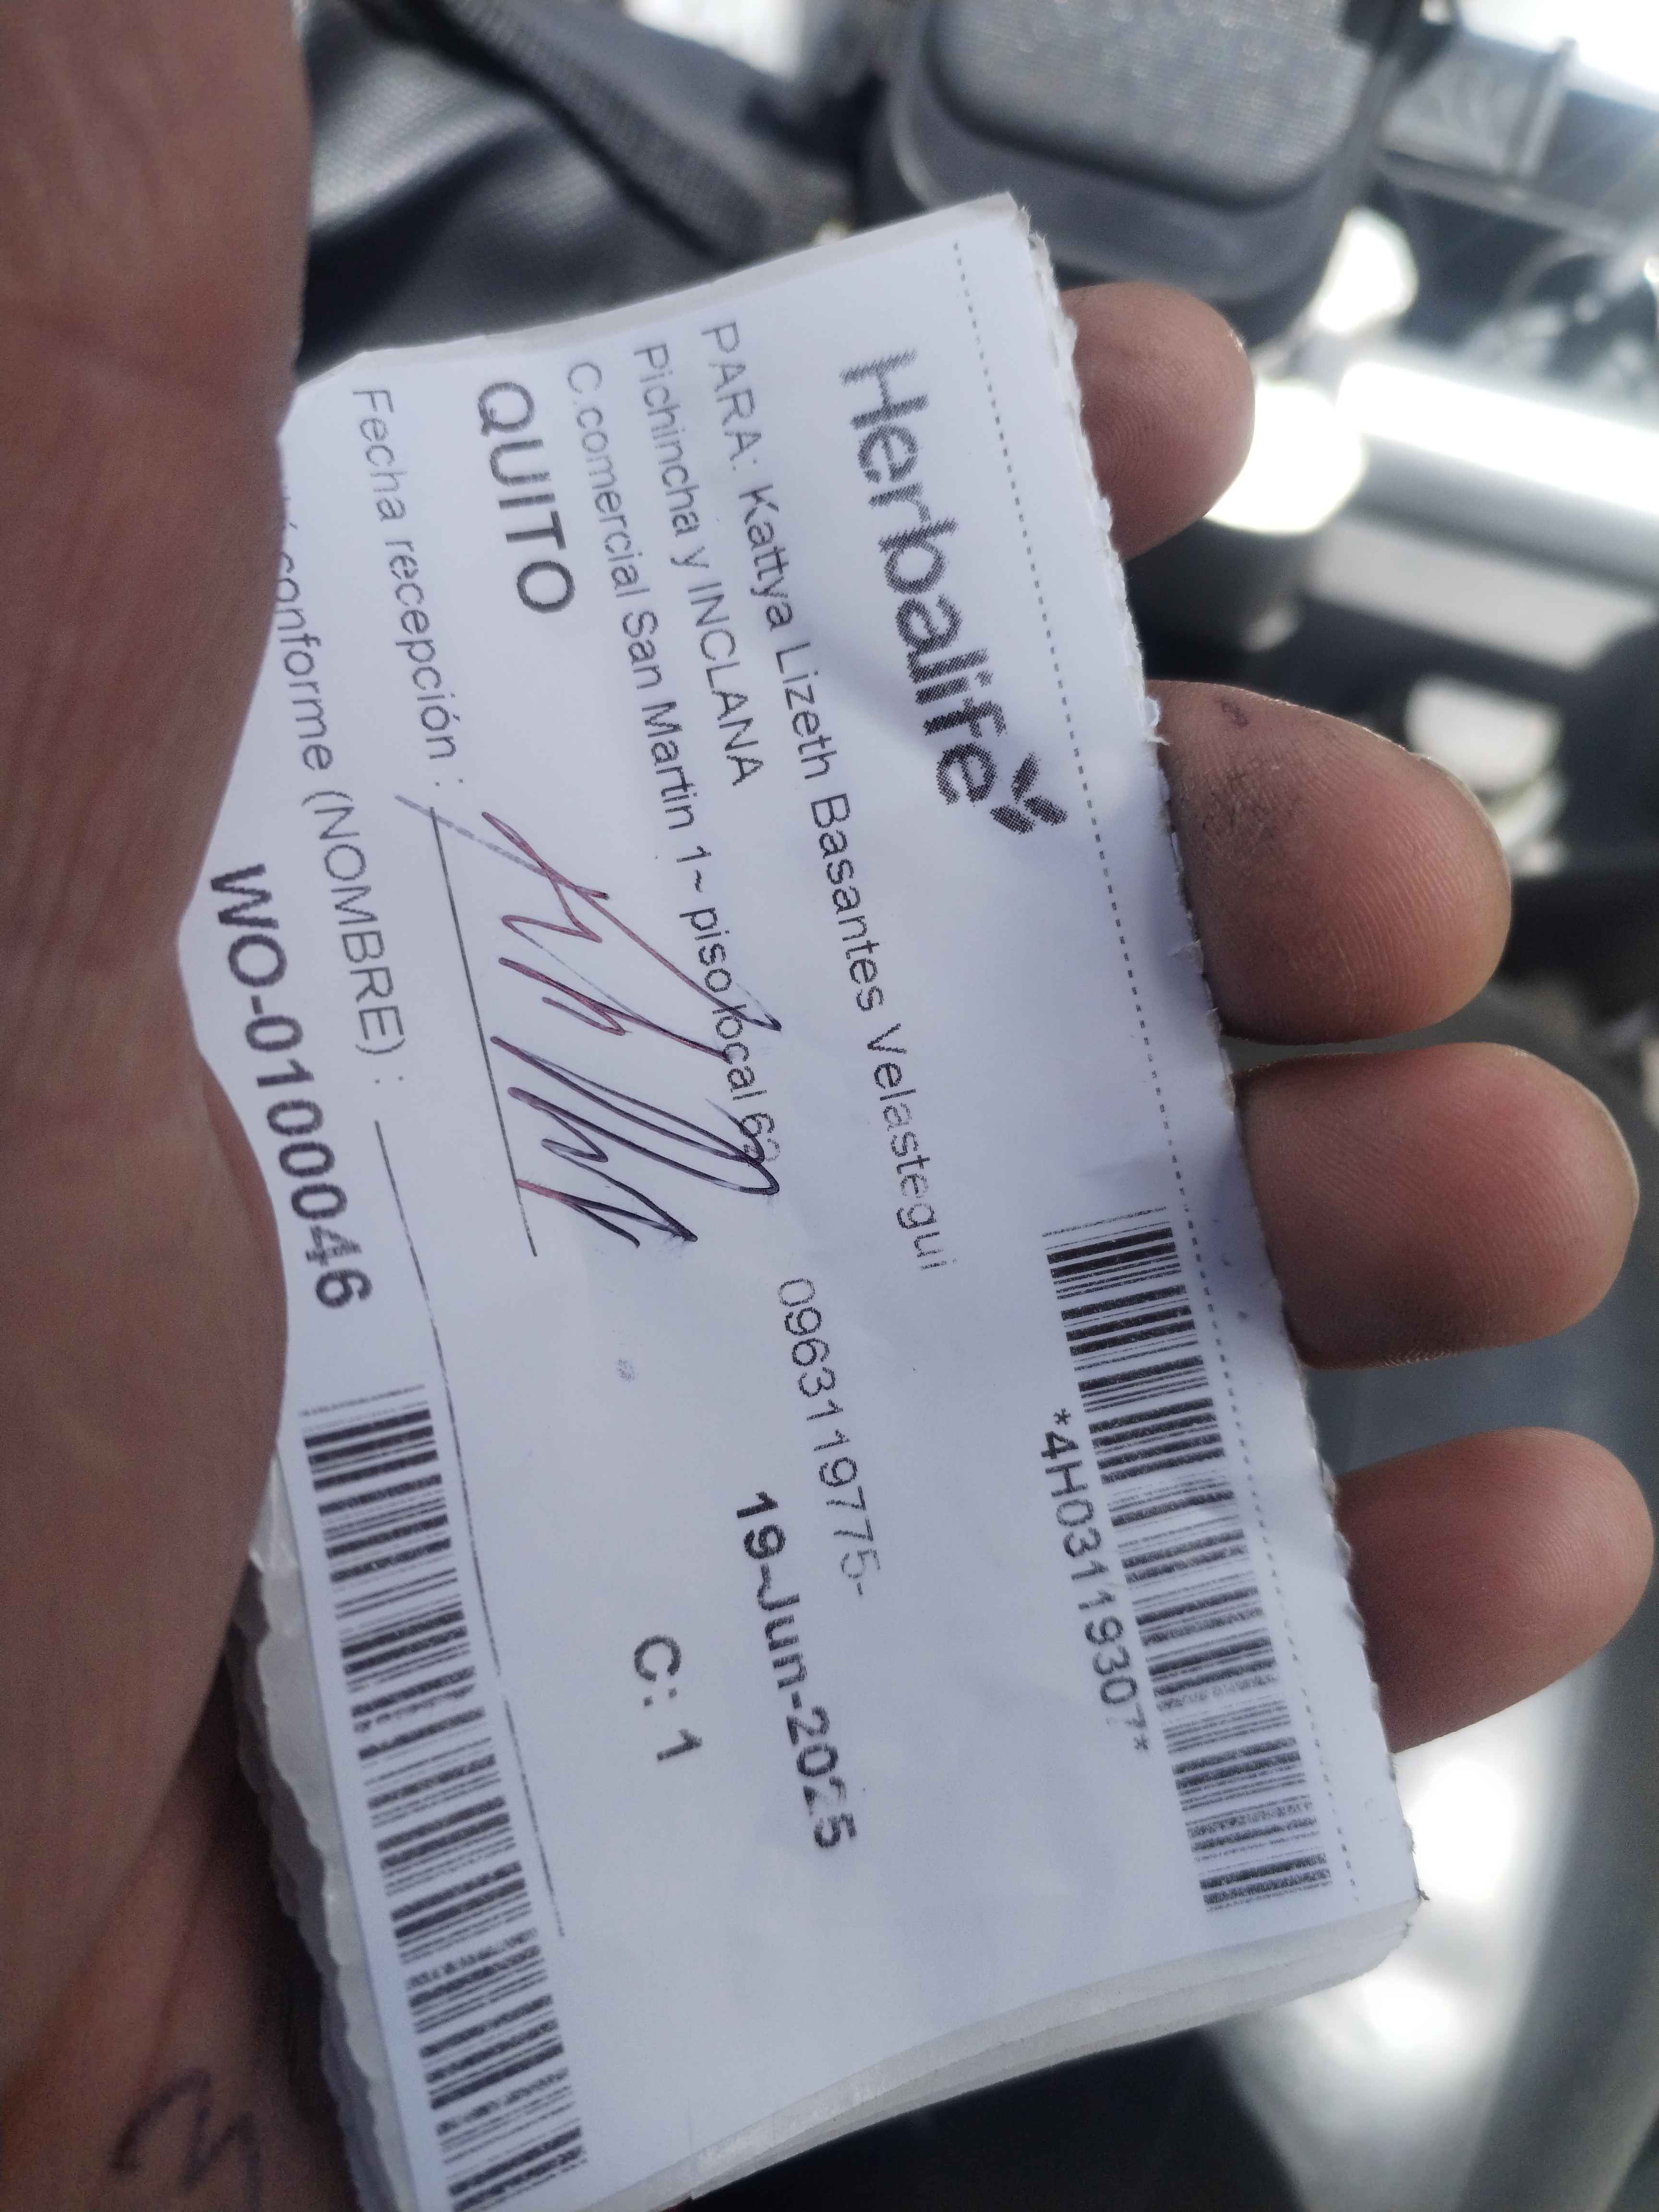 Herbalife
*4H03119307*
PARA: Kattya Lizeth Basantes Velastegui
Pichincha y INCLANA
0963119775-
C.comercial San Martin 1~ piso local
19-Jun-2025
QUITO
C: 1
Fecha recepción :
conforme (NOMBRE) :
WO-0100046